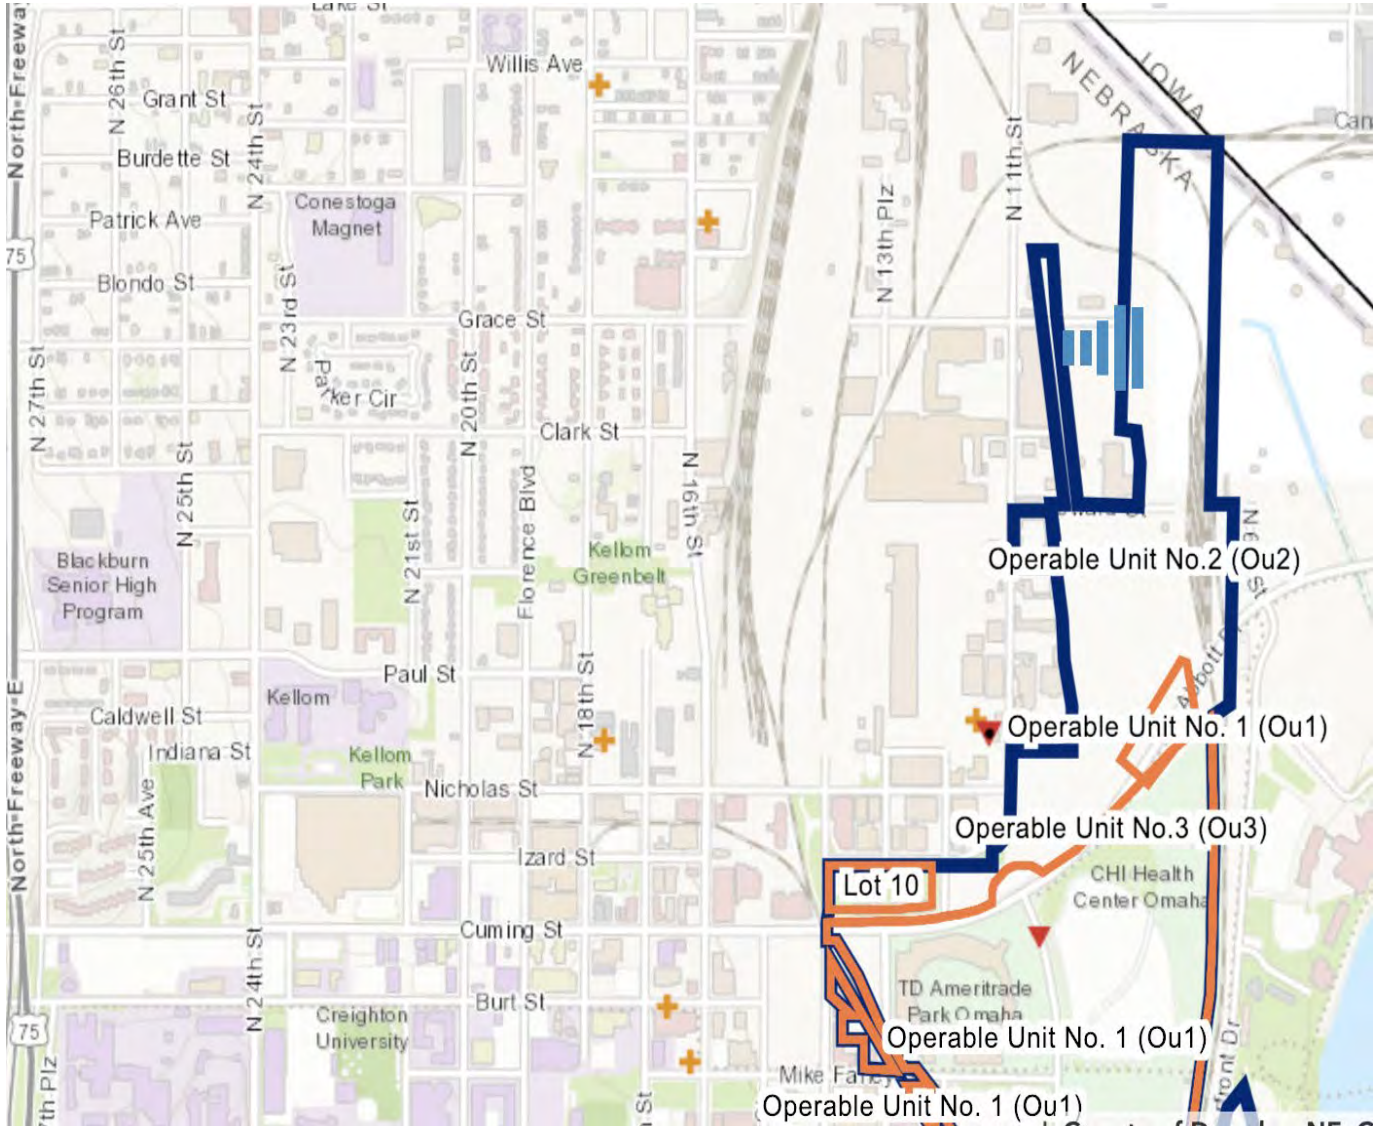 Lake St
Willis Ave
IOWA
NEBRASKA
North Freeway
N 26th St
Grant St
N 24th St
Burdette St
N 11th St
Conestoga
Magnet
Patrick Ave
N 13th Plz
75
Blondo St
N 23rd St
Grace St
N 27th St
Parker Cir
N 20th St
Clark St
N 25th St
N 16th St
Florence Blvd
N 21st St
Kellom
Greenbelt
Blackburn
Senior High
Program
Operable Unit No.2 (Ou2)
Paul St
N 18th St
Kellom
Abbott Dr
Caldwell St
Operable Unit No. 1 (Ou1)
Indiana St
Kellom
Park
North Freeway E
Nicholas St
N 25th Ave
Operable Unit No.3 (Ou3)
Izard St
Lot 10
CHI Health
Center Omaha
Cuming St
N 24th St
TD Ameritrade
Park Omaha
Burt St
Creighton
University
75
Operable Unit No. 1 (Ou1)
Mike Fahey
Operable Unit No. 1 (Ou1)